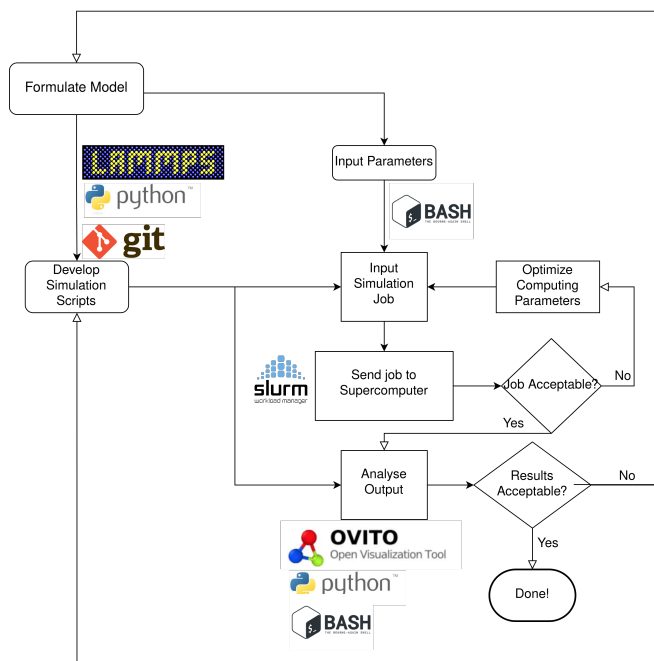 Formulate Model
LAMMPS
python™
git
Input Parameters
BASH
THE BOURNE-AGAIN SHELL
Develop
Simulation
Scripts
Input
Simulation
Job
Optimize
Computing
Parameters
slurm
workload manager
Send job to
Supercomputer
Job Acceptable?
No
Yes
Analyse
Output
Results
Acceptable?
No
Yes
OVITO
Open Visualization Tool
python™
BASH
THE BOURNE-AGAIN SHELL
Done!